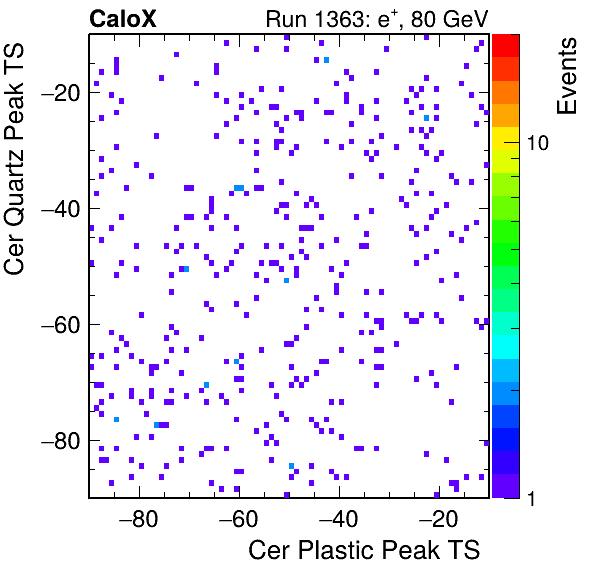 CaloX Run 1363: e⁺, 80 GeV
Cer Quartz Peak TS
−20
−40
−60
−80
−80 −60 −40 −20
Cer Plastic Peak TS
Events
10
1